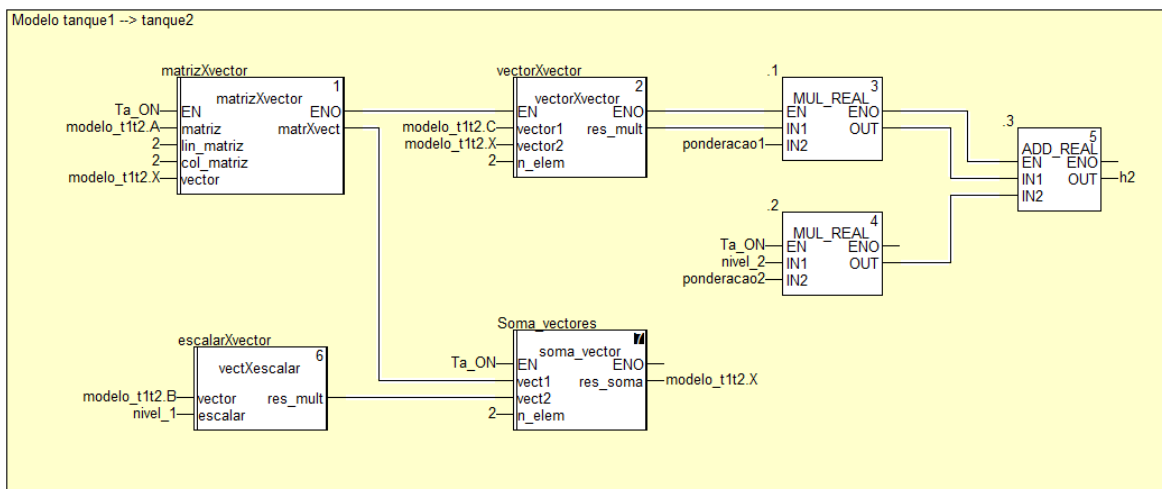 Modelo tanque1 --> tanque2
matrizXvector
1
matrizXvector
Ta_ON EN ENO
modelo_t1t2.A matriz matrXvect
2 lin_matriz
2 col_matriz
modelo_t1t2.X vector
vectorXvector
2
vectorXvector
EN ENO
modelo_t1t2.C vector1 res_mult
modelo_t1t2.X vector2
2 n_elem
.1
3
MUL_REAL
EN ENO
IN1 OUT
ponderacao1 IN2
.3
5
ADD_REAL
EN ENO
IN1 OUT h2
IN2
.2
4
MUL_REAL
Ta_ON EN ENO
nivel_2 IN1 OUT
ponderacao2 IN2
escalarXvector
6
vectXescalar
modelo_t1t2.B vector res_mult
nivel_1 escalar
Soma_vectores
7
soma_vector
Ta_ON EN ENO
vect1 res_soma modelo_t1t2.X
vect2
2 n_elem